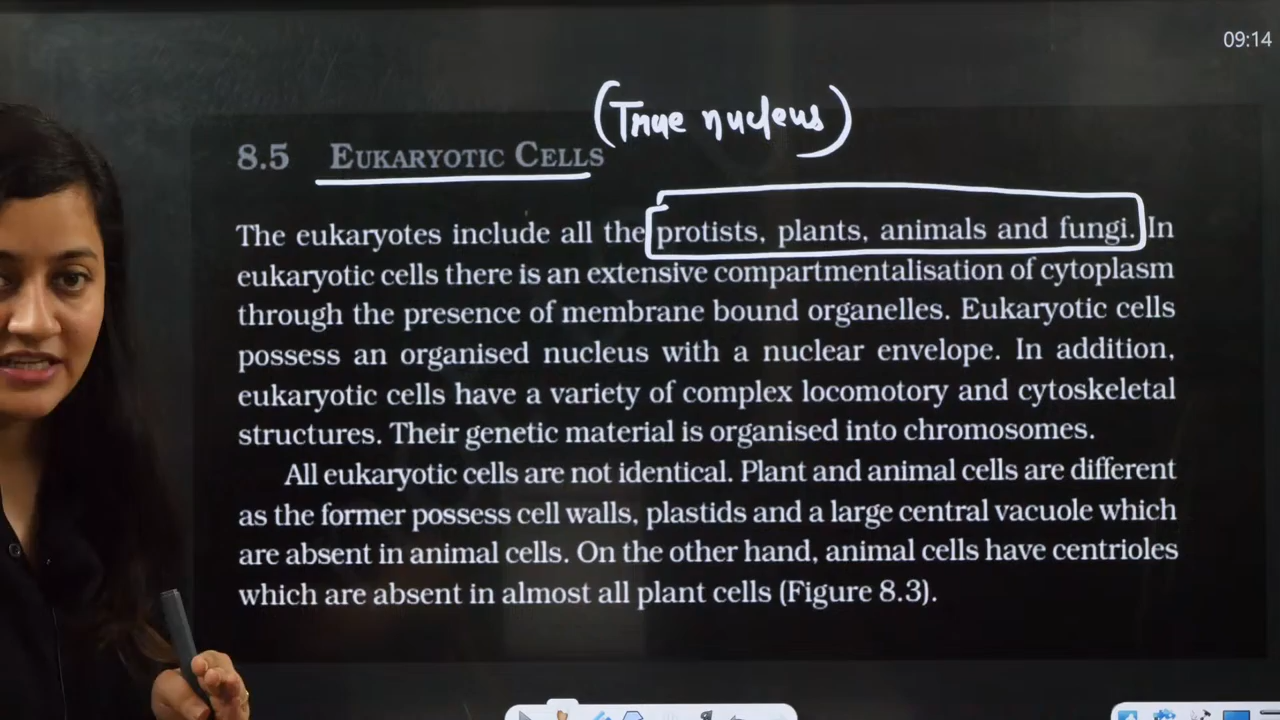 09:14
(True nucleus)
8.5 EUKARYOTIC CELLS
The eukaryotes include all the protists, plants, animals and fungi. In
eukaryotic cells there is an extensive compartmentalisation of cytoplasm
through the presence of membrane bound organelles. Eukaryotic cells
possess an organised nucleus with a nuclear envelope. In addition,
eukaryotic cells have a variety of complex locomotory and cytoskeletal
structures. Their genetic material is organised into chromosomes.
All eukaryotic cells are not identical. Plant and animal cells are different
as the former possess cell walls, plastids and a large central vacuole which
are absent in animal cells. On the other hand, animal cells have centrioles
which are absent in almost all plant cells (Figure 8.3).